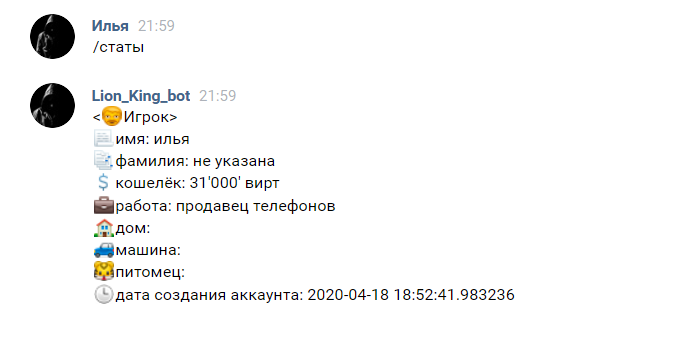 Илья 21:59
/статы
Lion_King_bot 21:59
<🦁Игрок>
имя: илья
фамилия: не указана
кошелёк: 31'000' вирт
работа: продавец телефонов
дом:
машина:
питомец:
дата создания аккаунта: 2020-04-18 18:52:41.983236